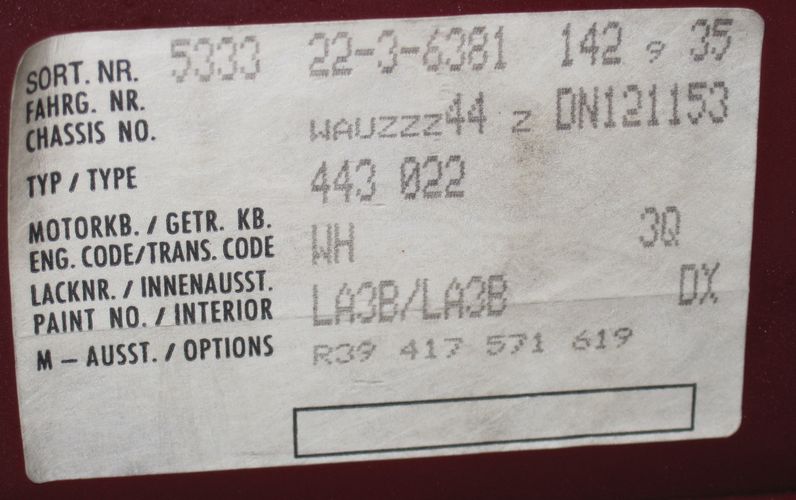 SORT. NR. 5333 22-3-6381 142 9 35
FAHRG. NR.
CHASSIS NO. WAUZZZ44 Z DN121153
TYP / TYPE 443 022
MOTORKB. / GETR. KB.
ENG. CODE/TRANS. CODE WH 3Q
LACKNR. / INNENAUSST.
PAINT NO. / INTERIOR LA3B/LA3B DX
M – AUSST. / OPTIONS R39 417 571 619